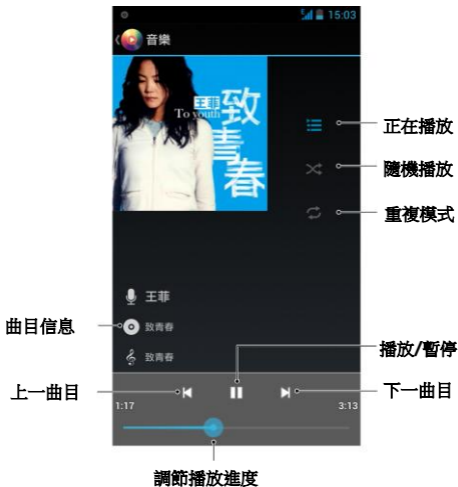 15:03
音樂
王菲
To youth
致
青
春
正在播放
隨機播放
重複模式
王菲
曲目信息
致青春
致青春
播放/暫停
上一曲目
下一曲目
1:17
3:13
調節播放進度